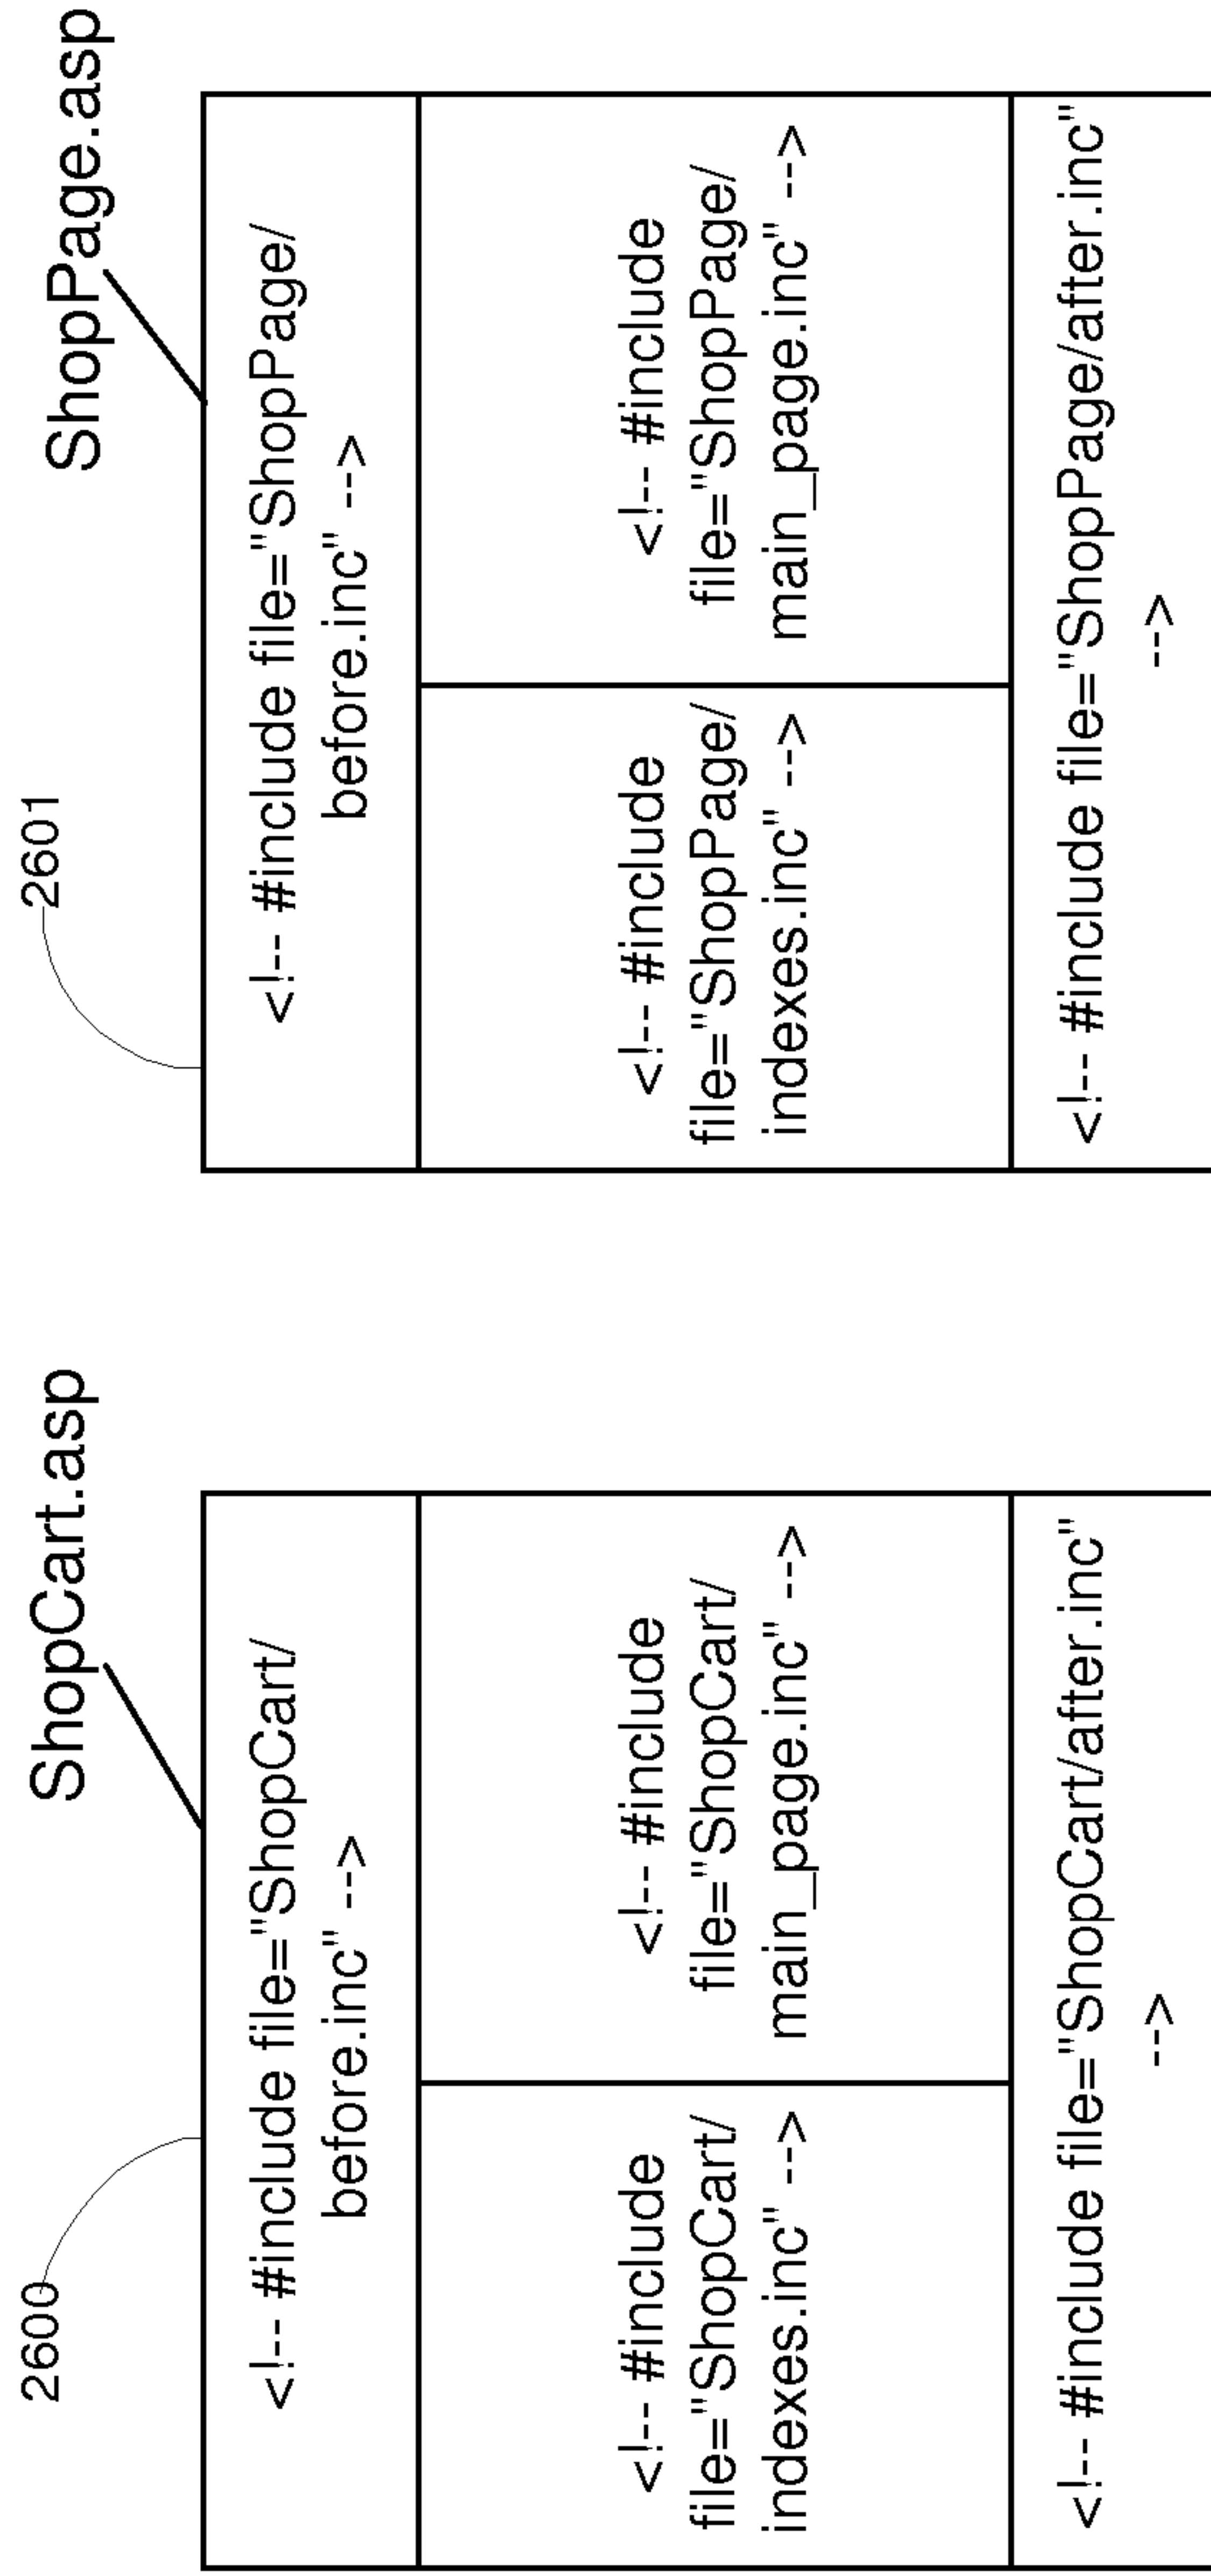 2600
ShopCart.asp
<!-- #include file="ShopCart/
before.inc" -->
<!-- #include
file="ShopCart/
indexes.inc" -->
<!-- #include
file="ShopCart/
main_page.inc" -->
<!-- #include file="ShopCart/after.inc"
-->
2601
ShopPage.asp
<!-- #include file="ShopPage/
before.inc" -->
<!-- #include
file="ShopPage/
indexes.inc" -->
<!-- #include
file="ShopPage/
main_page.inc" -->
<!-- #include file="ShopPage/after.inc"
-->